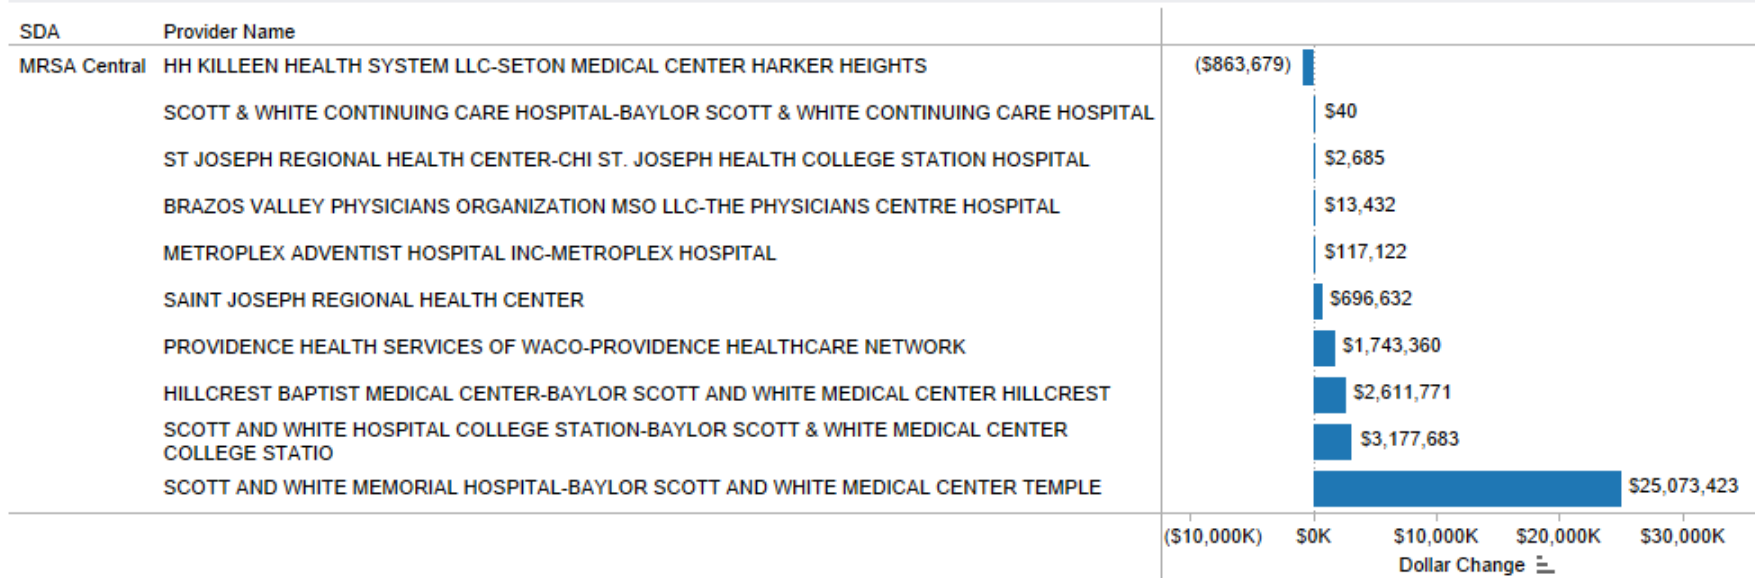 SDA Provider Name
MRSA Central HH KILLEEN HEALTH SYSTEM LLC-SETON MEDICAL CENTER HARKER HEIGHTS ($863,679)
SCOTT & WHITE CONTINUING CARE HOSPITAL-BAYLOR SCOTT & WHITE CONTINUING CARE HOSPITAL $40
ST JOSEPH REGIONAL HEALTH CENTER-CHI ST. JOSEPH HEALTH COLLEGE STATION HOSPITAL $2,685
BRAZOS VALLEY PHYSICIANS ORGANIZATION MSO LLC-THE PHYSICIANS CENTRE HOSPITAL $13,432
METROPLEX ADVENTIST HOSPITAL INC-METROPLEX HOSPITAL $117,122
SAINT JOSEPH REGIONAL HEALTH CENTER $696,632
PROVIDENCE HEALTH SERVICES OF WACO-PROVIDENCE HEALTHCARE NETWORK $1,743,360
HILLCREST BAPTIST MEDICAL CENTER-BAYLOR SCOTT AND WHITE MEDICAL CENTER HILLCREST $2,611,771
SCOTT AND WHITE HOSPITAL COLLEGE STATION-BAYLOR SCOTT & WHITE MEDICAL CENTER
COLLEGE STATIO $3,177,683
SCOTT AND WHITE MEMORIAL HOSPITAL-BAYLOR SCOTT AND WHITE MEDICAL CENTER TEMPLE $25,073,423
($10,000K) $0K $10,000K $20,000K $30,000K
Dollar Change